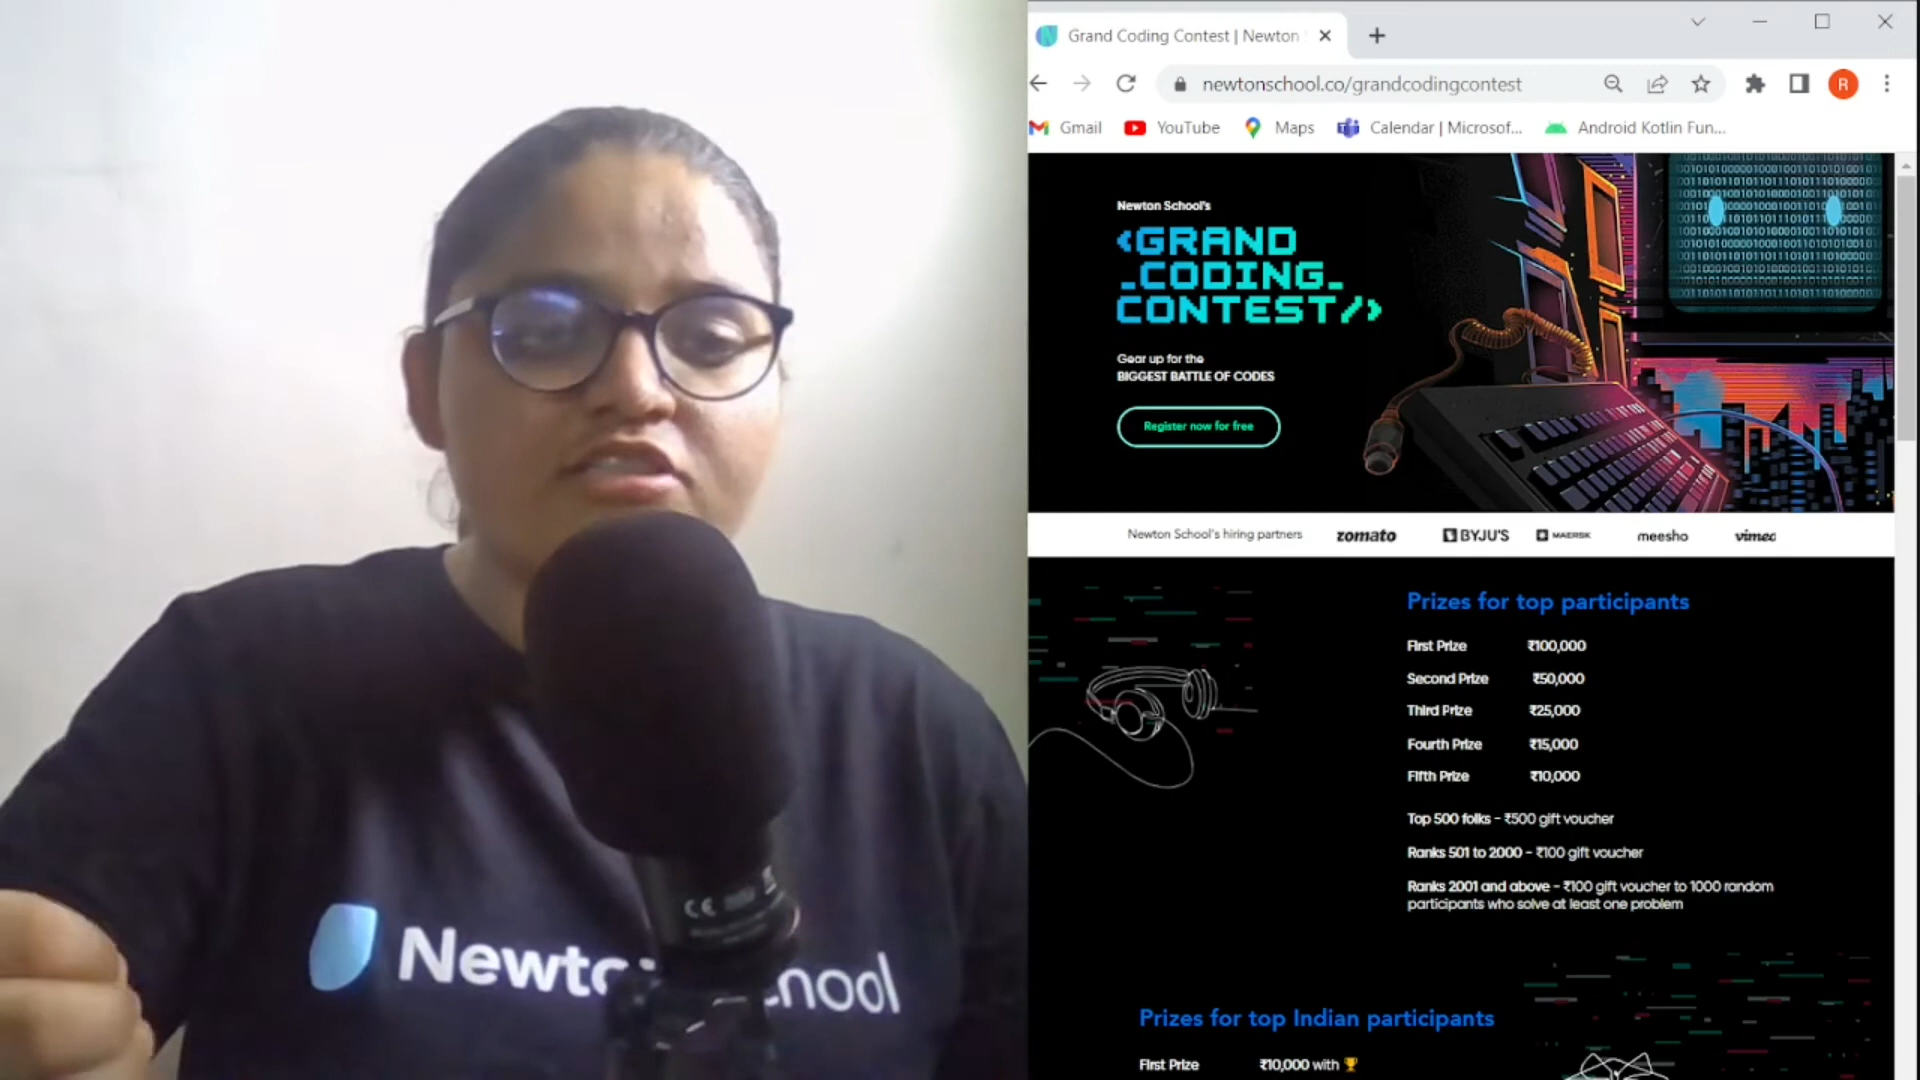 Newt
hool
CE
Grand Coding Contest | Newton
newtonschool.co/grandcodingcontest
R
Gmail
YouTube
Maps
Calendar | Microsof...
Android Kotlin Fun...
Newton School's
<GRAND
_CODING_
CONTEST/>
Gear up for the
BIGGEST BATTLE OF CODES
Register now for free
Newton School's hiring partners
zomato
BYJU'S
MAERSK
meesho
vimeo
Prizes for top participants
First Prize ₹100,000
Second Prize ₹50,000
Third Prize ₹25,000
Fourth Prize ₹15,000
Fifth Prize ₹10,000
Top 500 folks - ₹500 gift voucher
Ranks 501 to 2000 - ₹100 gift voucher
Ranks 2001 and above - ₹100 gift voucher to 1000 random
participants who solve at least one problem
Prizes for top Indian participants
First Prize ₹10,000 with 🏆